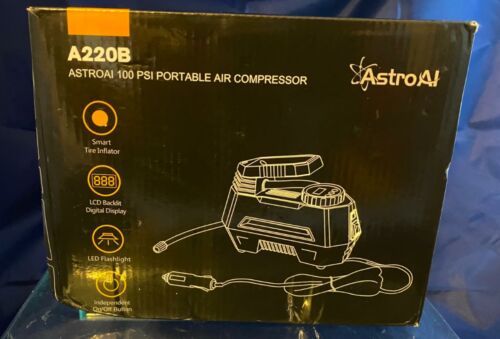 A220B
ASTROAI 100 PSI PORTABLE AIR COMPRESSOR
AstroAI
Smart
Tire Inflator
888
LCD Backlit
Digital Display
LED Flashlight
Independent
On/Off Button